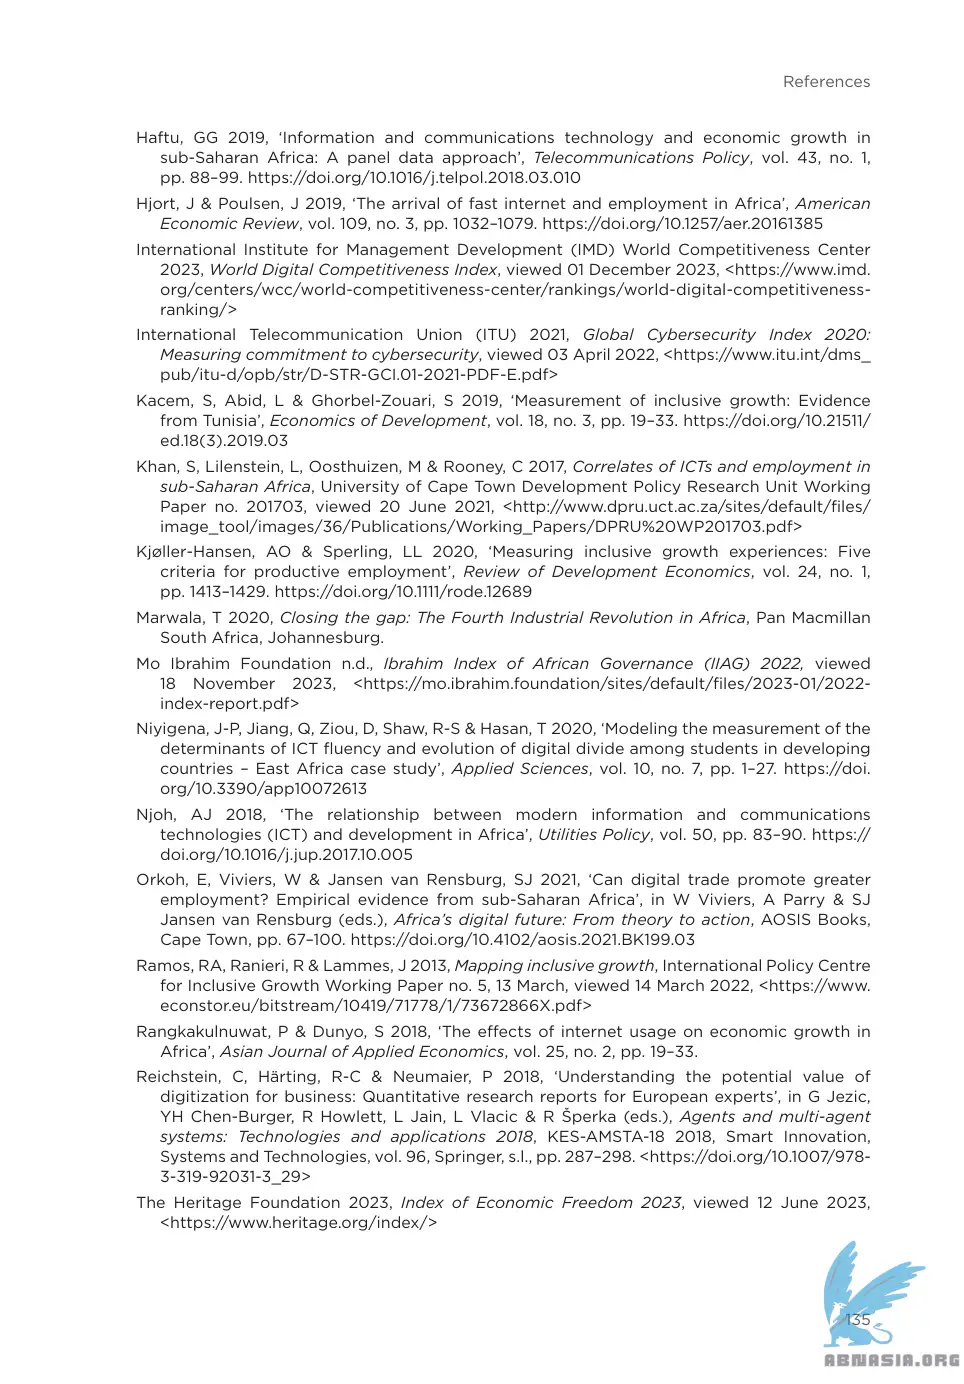 References
Haftu, GG 2019, ‘Information and communications technology and economic growth in
sub-Saharan Africa: A panel data approach’, Telecommunications Policy, vol. 43, no. 1,
pp. 88–99. https://doi.org/10.1016/j.telpol.2018.03.010
Hjort, J & Poulsen, J 2019, ‘The arrival of fast internet and employment in Africa’, American
Economic Review, vol. 109, no. 3, pp. 1032–1079. https://doi.org/10.1257/aer.20161385
International Institute for Management Development (IMD) World Competitiveness Center
2023, World Digital Competitiveness Index, viewed 01 December 2023, <https://www.imd.
org/centers/wcc/world-competitiveness-center/rankings/world-digital-competitiveness-
ranking/>
International Telecommunication Union (ITU) 2021, Global Cybersecurity Index 2020:
Measuring commitment to cybersecurity, viewed 03 April 2022, <https://www.itu.int/dms_
pub/itu-d/opb/str/D-STR-GCI.01-2021-PDF-E.pdf>
Kacem, S, Abid, L & Ghorbel-Zouari, S 2019, ‘Measurement of inclusive growth: Evidence
from Tunisia’, Economics of Development, vol. 18, no. 3, pp. 19–33. https://doi.org/10.21511/
ed.18(3).2019.03
Khan, S, Lilenstein, L, Oosthuizen, M & Rooney, C 2017, Correlates of ICTs and employment in
sub-Saharan Africa, University of Cape Town Development Policy Research Unit Working
Paper no. 201703, viewed 20 June 2021, <http://www.dpru.uct.ac.za/sites/default/files/
image_tool/images/36/Publications/Working_Papers/DPRU%20WP201703.pdf>
Kjøller-Hansen, AO & Sperling, LL 2020, ‘Measuring inclusive growth experiences: Five
criteria for productive employment’, Review of Development Economics, vol. 24, no. 1,
pp. 1413–1429. https://doi.org/10.1111/rode.12689
Marwala, T 2020, Closing the gap: The Fourth Industrial Revolution in Africa, Pan Macmillan
South Africa, Johannesburg.
Mo Ibrahim Foundation n.d., Ibrahim Index of African Governance (IIAG) 2022, viewed
18 November 2023, <https://mo.ibrahim.foundation/sites/default/files/2023-01/2022-
index-report.pdf>
Niyigena, J-P, Jiang, Q, Ziou, D, Shaw, R-S & Hasan, T 2020, ‘Modeling the measurement of the
determinants of ICT fluency and evolution of digital divide among students in developing
countries – East Africa case study’, Applied Sciences, vol. 10, no. 7, pp. 1–27. https://doi.
org/10.3390/app10072613
Njoh, AJ 2018, ‘The relationship between modern information and communications
technologies (ICT) and development in Africa’, Utilities Policy, vol. 50, pp. 83–90. https://
doi.org/10.1016/j.jup.2017.10.005
Orkoh, E, Viviers, W & Jansen van Rensburg, SJ 2021, ‘Can digital trade promote greater
employment? Empirical evidence from sub-Saharan Africa’, in W Viviers, A Parry & SJ
Jansen van Rensburg (eds.), Africa’s digital future: From theory to action, AOSIS Books,
Cape Town, pp. 67–100. https://doi.org/10.4102/aosis.2021.BK199.03
Ramos, RA, Ranieri, R & Lammes, J 2013, Mapping inclusive growth, International Policy Centre
for Inclusive Growth Working Paper no. 5, 13 March, viewed 14 March 2022, <https://www.
econstor.eu/bitstream/10419/71778/1/73672866X.pdf>
Rangkakulnuwat, P & Dunyo, S 2018, ‘The effects of internet usage on economic growth in
Africa’, Asian Journal of Applied Economics, vol. 25, no. 2, pp. 19–33.
Reichstein, C, Härting, R-C & Neumaier, P 2018, ‘Understanding the potential value of
digitization for business: Quantitative research reports for European experts’, in G Jezic,
YH Chen-Burger, R Howlett, L Jain, L Vlacic & R Šperka (eds.), Agents and multi-agent
systems: Technologies and applications 2018, KES-AMSTA-18 2018, Smart Innovation,
Systems and Technologies, vol. 96, Springer, s.l., pp. 287–298. <https://doi.org/10.1007/978-
3-319-92031-3_29>
The Heritage Foundation 2023, Index of Economic Freedom 2023, viewed 12 June 2023,
<https://www.heritage.org/index/>
135
ABNASIA.ORG